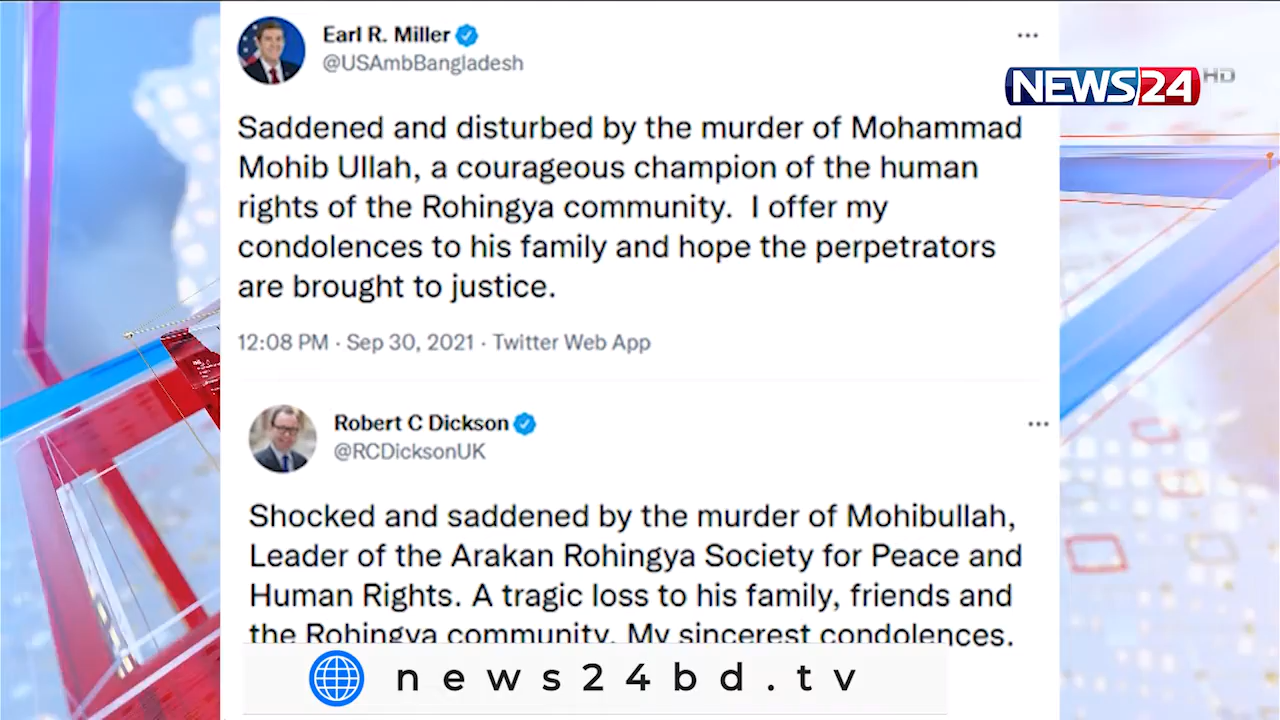 Earl R. Miller
@USAmbBangladesh
NEWS24 HD
Saddened and disturbed by the murder of Mohammad
Mohib Ullah, a courageous champion of the human
rights of the Rohingya community.  I offer my
condolences to his family and hope the perpetrators
are brought to justice.
12:08 PM · Sep 30, 2021 · Twitter Web App
Robert C Dickson
@RCDicksonUK
Shocked and saddened by the murder of Mohibullah,
Leader of the Arakan Rohingya Society for Peace and
Human Rights. A tragic loss to his family, friends and
the Rohingya community. My sincerest condolences.
news24bd.tv